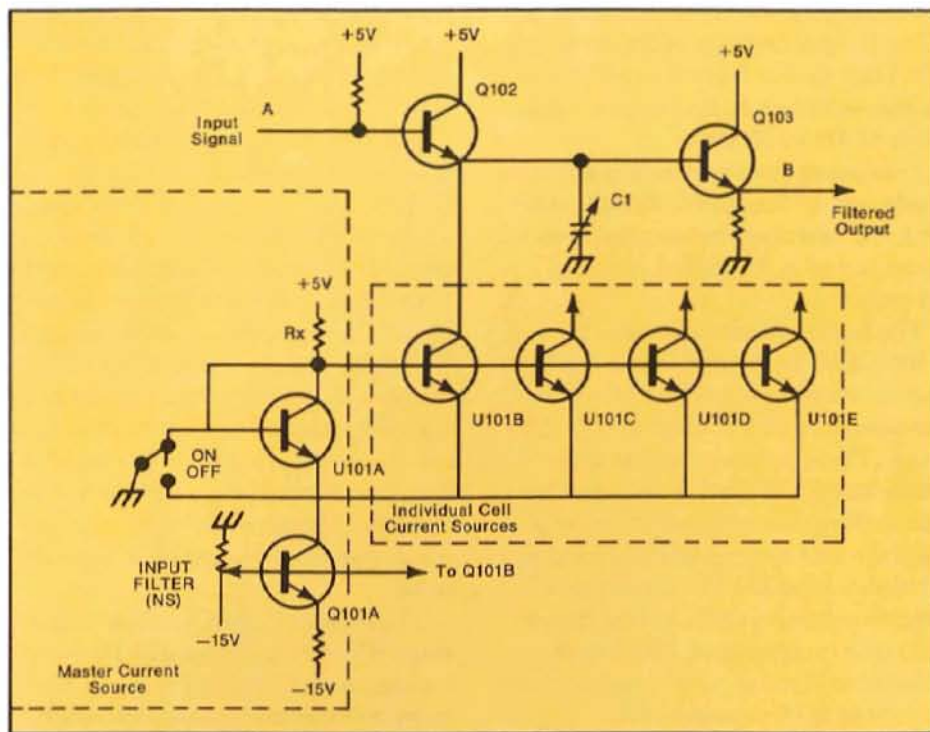 +5V
+5V
+5V
Q102
Q103
A
Input
Signal
B
C1
Filtered
Output
+5V
Rx
U101B
U101C
U101D
U101E
ON
OFF
U101A
Individual Cell
Current Sources
INPUT
FILTER
(NS)
To Q101B
Q101A
−15V
−15V
Master Current
Source